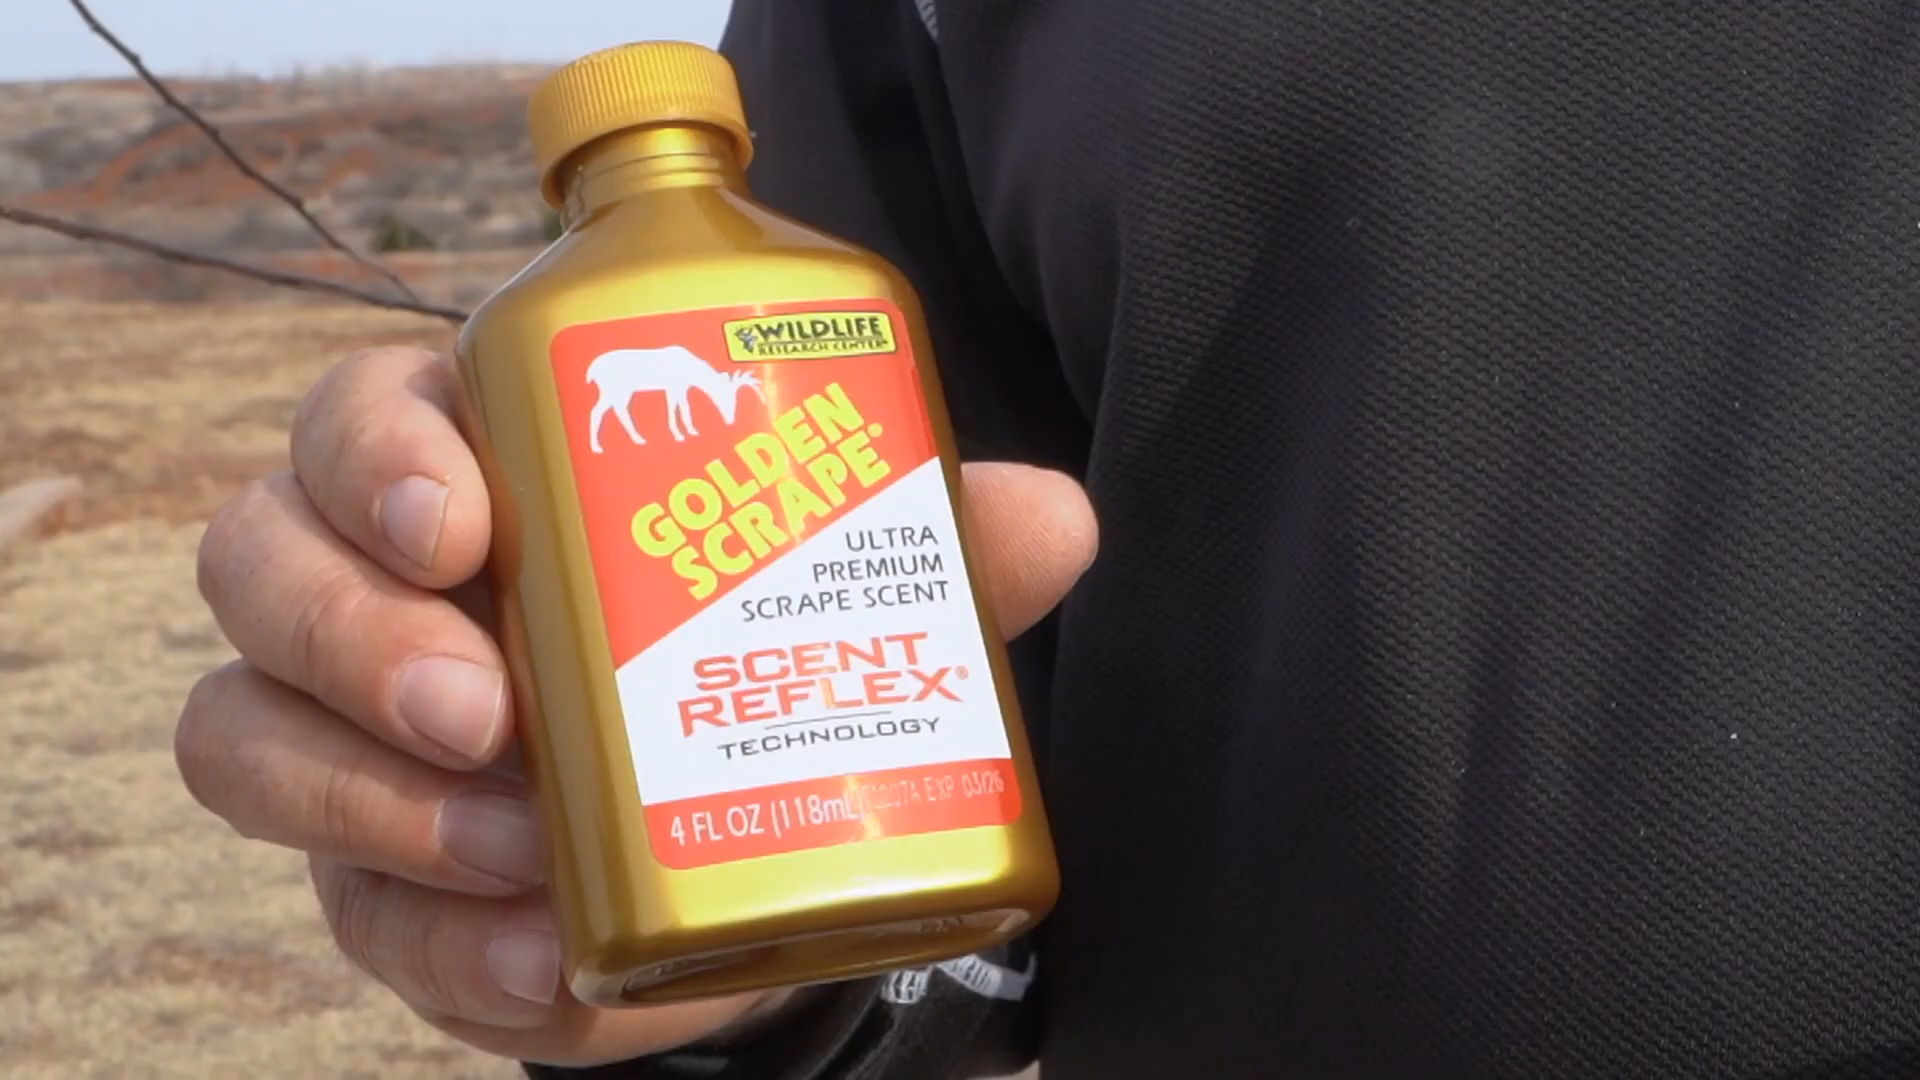 WILDLIFE
RESEARCH CENTER®
GOLDEN
SCRAPE®
ULTRA
PREMIUM
SCRAPE SCENT
SCENT
REFLEX®
TECHNOLOGY
4 FL OZ (118mL) EXP 03/26